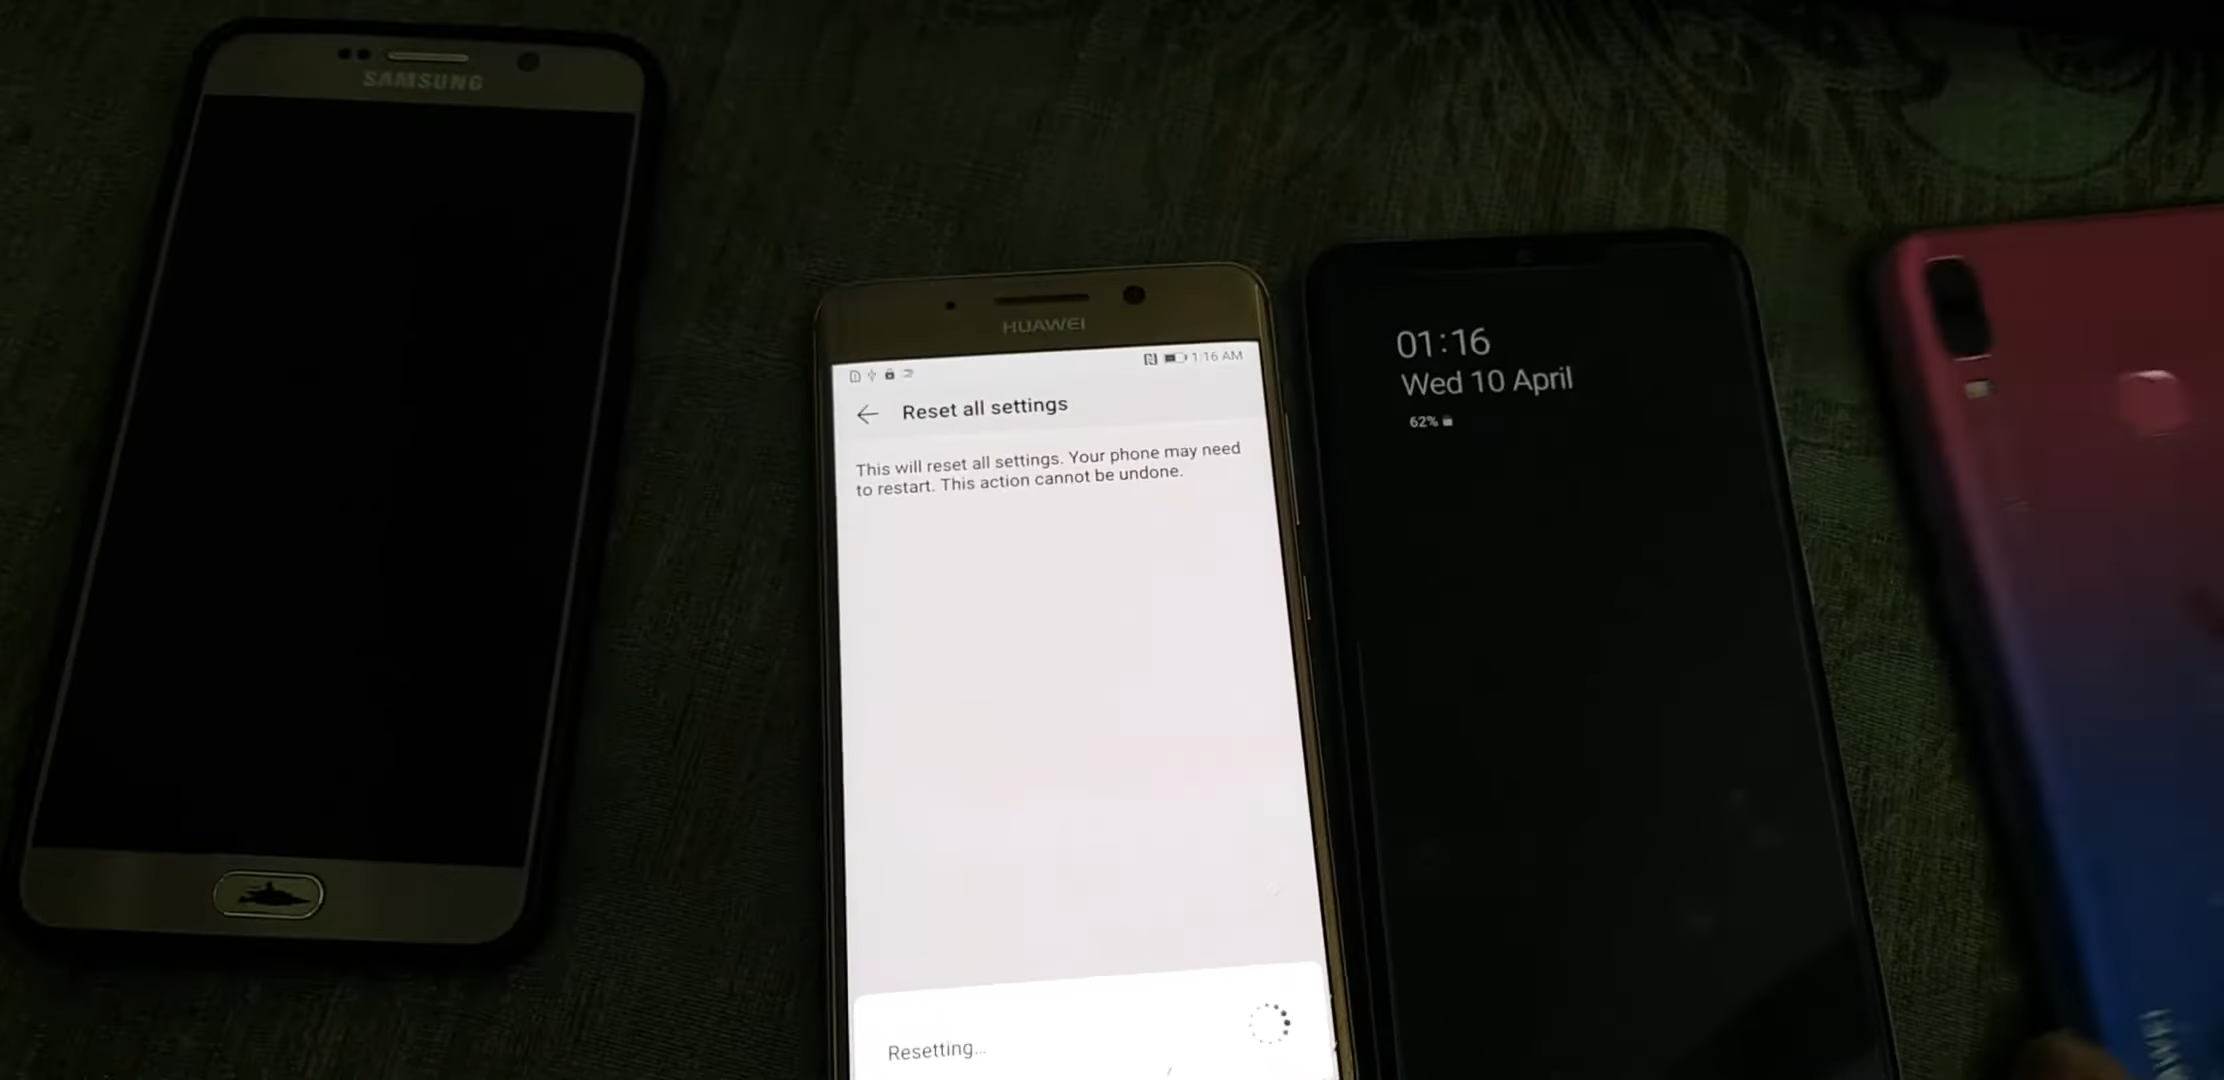 SAMSUNG
HUAWEI
1:16 AM
Reset all settings
This will reset all settings. Your phone may need
to restart. This action cannot be undone.
Resetting...
01:16
Wed 10 April
62%